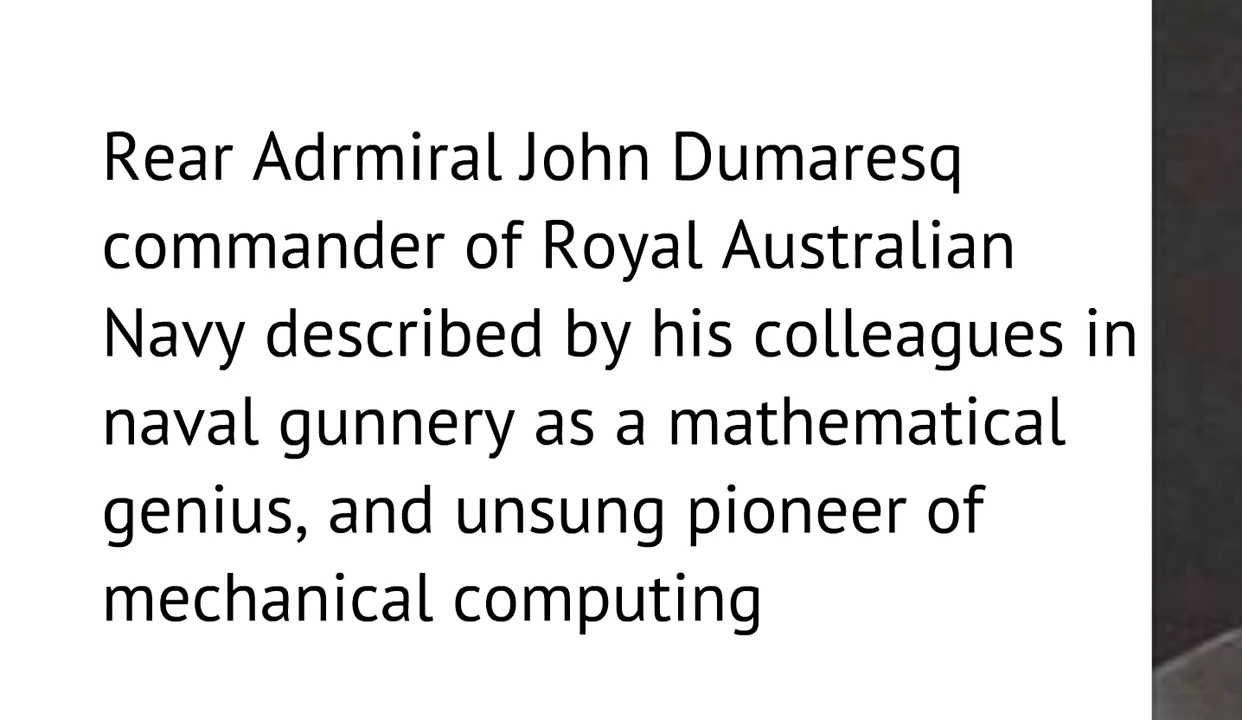 Rear Adrmiral John Dumaresq
commander of Royal Australian
Navy described by his colleagues in
naval gunnery as a mathematical
genius, and unsung pioneer of
mechanical computing